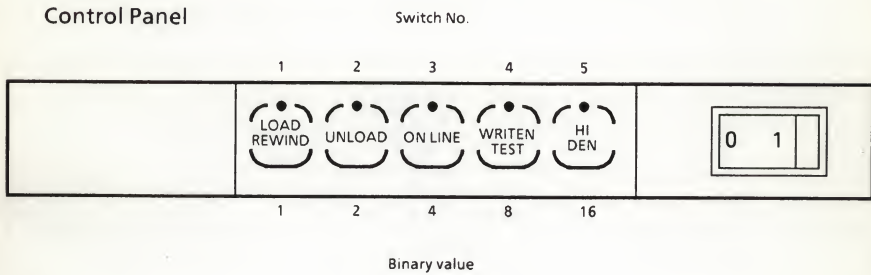 Control Panel
Switch No.
1 2 3 4 5
LOAD REWIND
UNLOAD
ON LINE
WRITEN TEST
HI DEN
0 1
1 2 4 8 16
Binary value